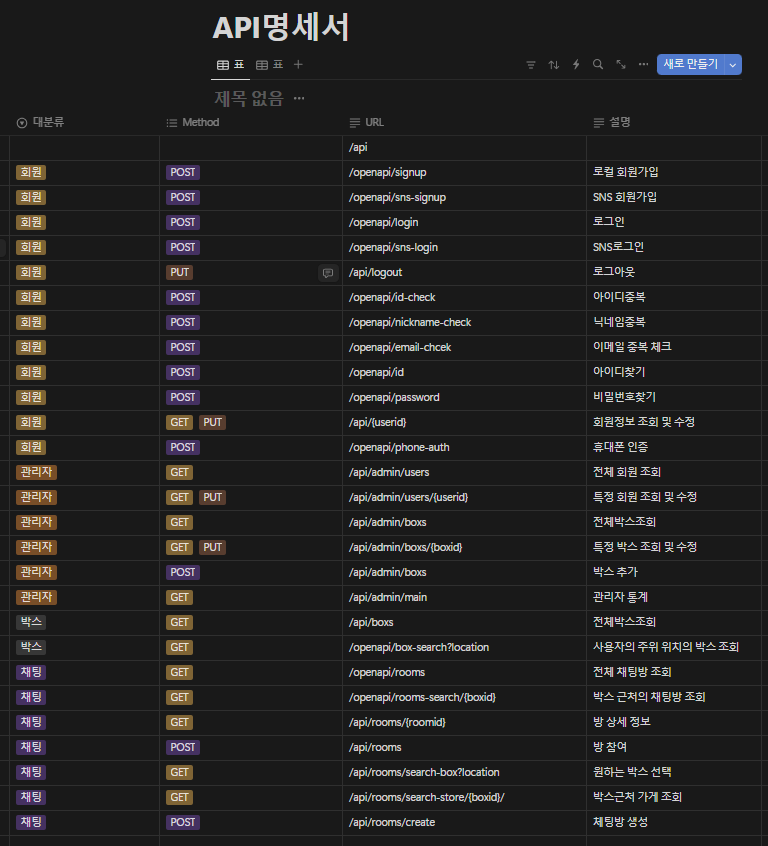 API명세서
표 표 + 새로 만들기
제목 없음 ···
대분류 Method URL 설명
/api
회원 POST /openapi/signup 로컬 회원가입
회원 POST /openapi/sns-signup SNS 회원가입
회원 POST /openapi/login 로그인
회원 POST /openapi/sns-login SNS로그인
회원 PUT /api/logout 로그아웃
회원 POST /openapi/id-check 아이디중복
회원 POST /openapi/nickname-check 닉네임중복
회원 POST /openapi/email-chcek 이메일 중복 체크
회원 POST /openapi/id 아이디찾기
회원 POST /openapi/password 비밀번호찾기
회원 GET PUT /api/{userid} 회원정보 조회 및 수정
회원 POST /openapi/phone-auth 휴대폰 인증
관리자 GET /api/admin/users 전체 회원 조회
관리자 GET PUT /api/admin/users/{userid} 특정 회원 조회 및 수정
관리자 GET /api/admin/boxs 전체박스조회
관리자 GET PUT /api/admin/boxs/{boxid} 특정 박스 조회 및 수정
관리자 POST /api/admin/boxs 박스 추가
관리자 GET /api/admin/main 관리자 통계
박스 GET /api/boxs 전체박스조회
박스 GET /openapi/box-search?location 사용자의 주위 위치의 박스 조회
채팅 GET /openapi/rooms 전체 채팅방 조회
채팅 GET /openapi/rooms-search/{boxid} 박스 근처의 채팅방 조회
채팅 GET /api/rooms/{roomid} 방 상세 정보
채팅 POST /api/rooms 방 참여
채팅 GET /api/rooms/search-box?location 원하는 박스 선택
채팅 GET /api/rooms/search-store/{boxid}/ 박스근처 가게 조회
채팅 POST /api/rooms/create 체팅방 생성